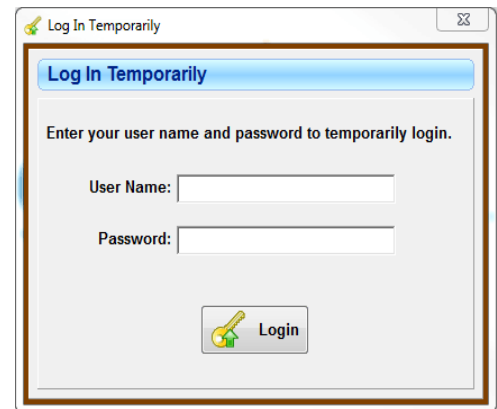 Log In Temporarily
Log In Temporarily
Enter your user name and password to temporarily login.
User Name:
Password:
Login